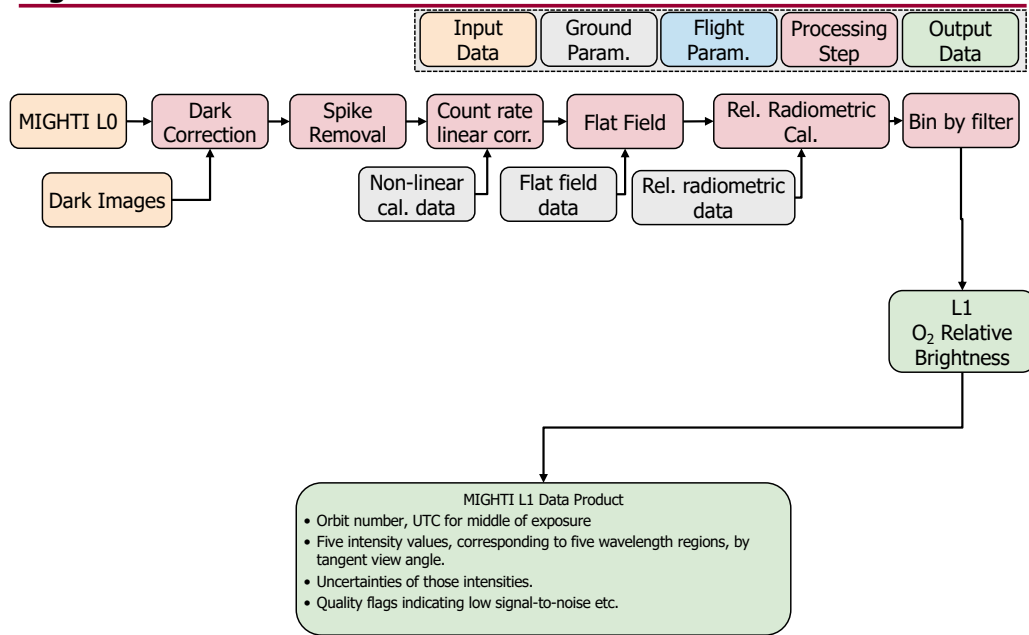 Input
Data
Ground
Param.
Flight
Param.
Processing
Step
Output
Data
MIGHTI L0
Dark
Correction
Spike
Removal
Count rate
linear corr.
Flat Field
Rel. Radiometric
Cal.
Bin by filter
Dark Images
Non-linear
cal. data
Flat field
data
Rel. radiometric
data
L1
O₂ Relative
Brightness
MIGHTI L1 Data Product
• Orbit number, UTC for middle of exposure
• Five intensity values, corresponding to five wavelength regions, by
tangent view angle.
• Uncertainties of those intensities.
• Quality flags indicating low signal-to-noise etc.